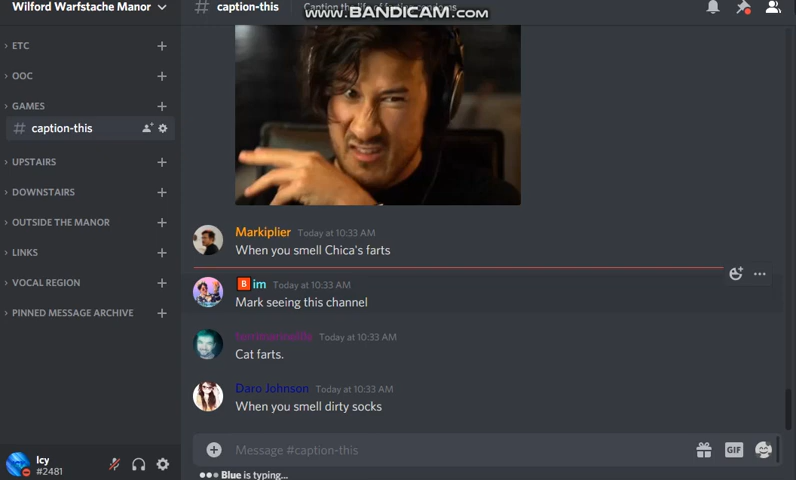 Wilford Warfstache Manor
# caption-this
WWW.BANDICAM.COM
ETC
OOC
GAMES
# caption-this
UPSTAIRS
DOWNSTAIRS
OUTSIDE THE MANOR
LINKS
VOCAL REGION
PINNED MESSAGE ARCHIVE
Icy
#2481
Markiplier Today at 10:33 AM
When you smell Chica's farts
B im Today at 10:33 AM
Mark seeing this channel
Today at 10:33 AM
Cat farts.
Daro Johnson Today at 10:33 AM
When you smell dirty socks
Message #caption-this
GIF
Blue is typing...